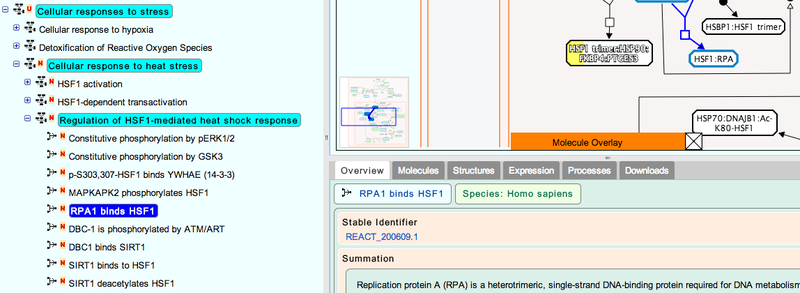 U Cellular responses to stress
Cellular response to hypoxia
Detoxification of Reactive Oxygen Species
N Cellular response to heat stress
N HSF1 activation
N HSF1-dependent transactivation
N Regulation of HSF1-mediated heat shock response
N Constitutive phosphorylation by pERK1/2
N Constitutive phosphorylation by GSK3
N p-S303,307-HSF1 binds YWHAE (14-3-3)
N MAPKAPK2 phosphorylates HSF1
N RPA1 binds HSF1
N DBC-1 is phosphorylated by ATM/ART
N DBC1 binds SIRT1
N SIRT1 binds to HSF1
N SIRT1 deacetylates HSF1
HSBP1:HSF1 trimer
HSF1 trimer:HSP90:
FKBP4:PTGES3
HSF1:RPA
HSP70:DNAJB1:Ac-
K80-HSF1
Molecule Overlay
Overview Molecules Structures Expression Processes Downloads
RPA1 binds HSF1 Species: Homo sapiens
Stable Identifier
REACT_200609.1
Summation
Replication protein A (RPA) is a heterotrimeric, single-strand DNA-binding protein required for DNA metabolism